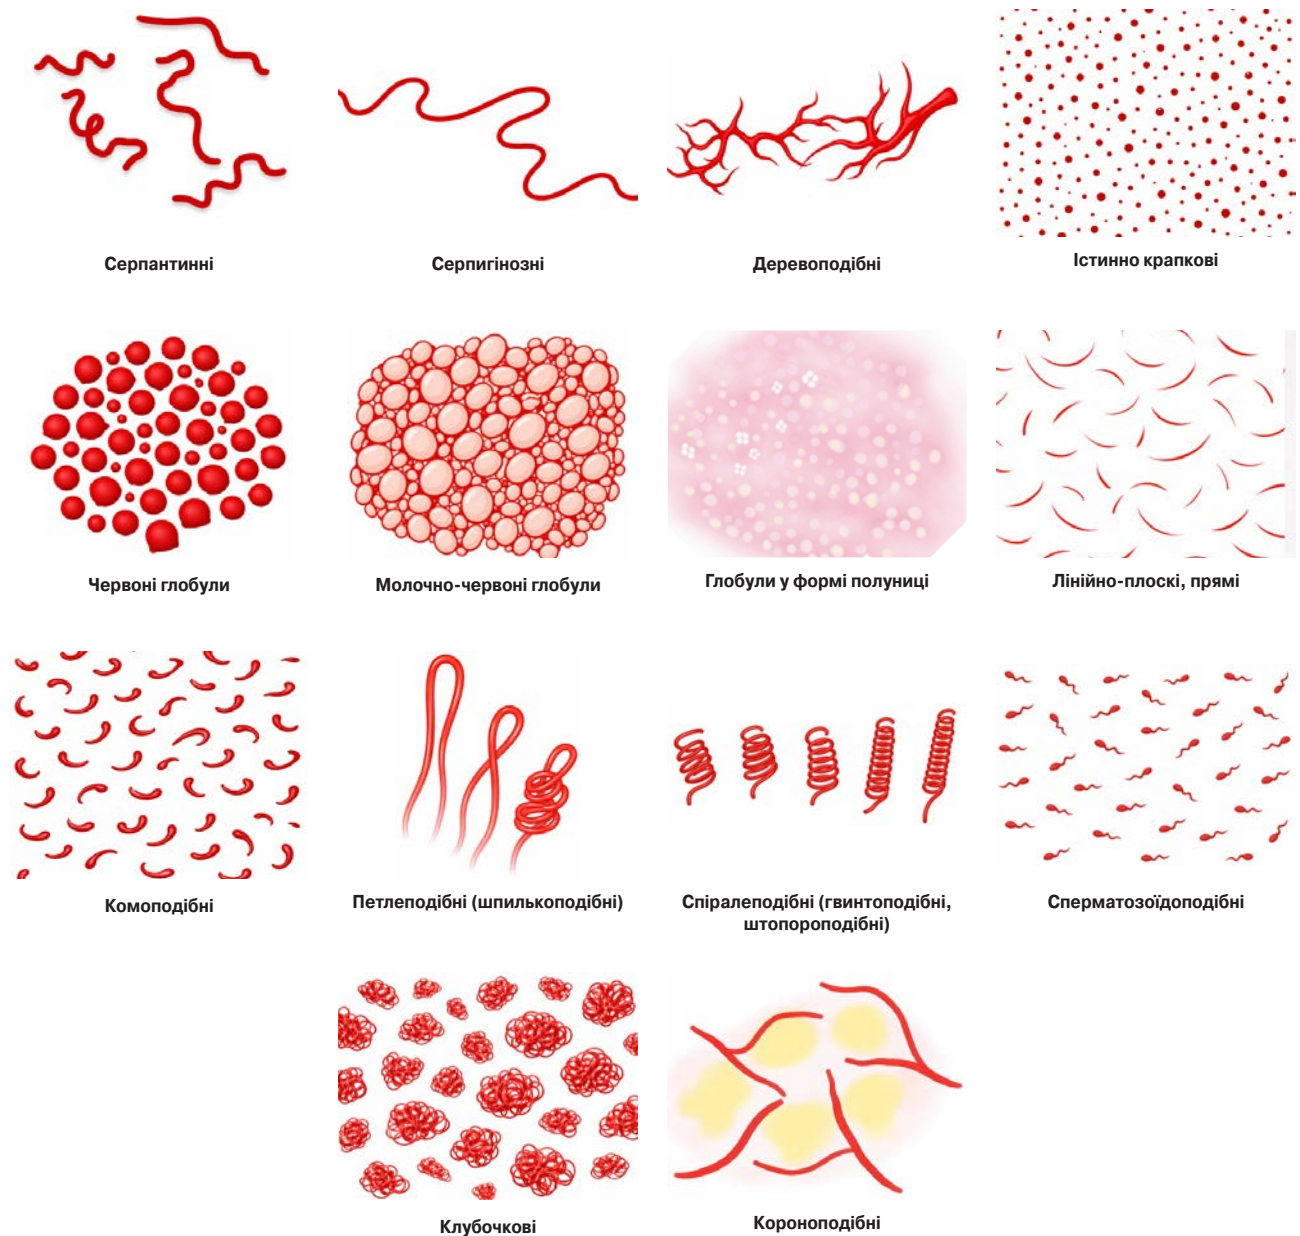 Серпантинні
Серпигінозні
Деревоподібні
Істинно крапкові
Червоні глобули
Молочно-червоні глобули
Глобули у формі полуниці
Лінійно-плоскі, прямі
Комоподібні
Петлеподібні (шпилькоподібні)
Спіралеподібні (гвинтоподібні,
штопороподібні)
Сперматозоїдоподібні
Клубочкові
Короноподібні